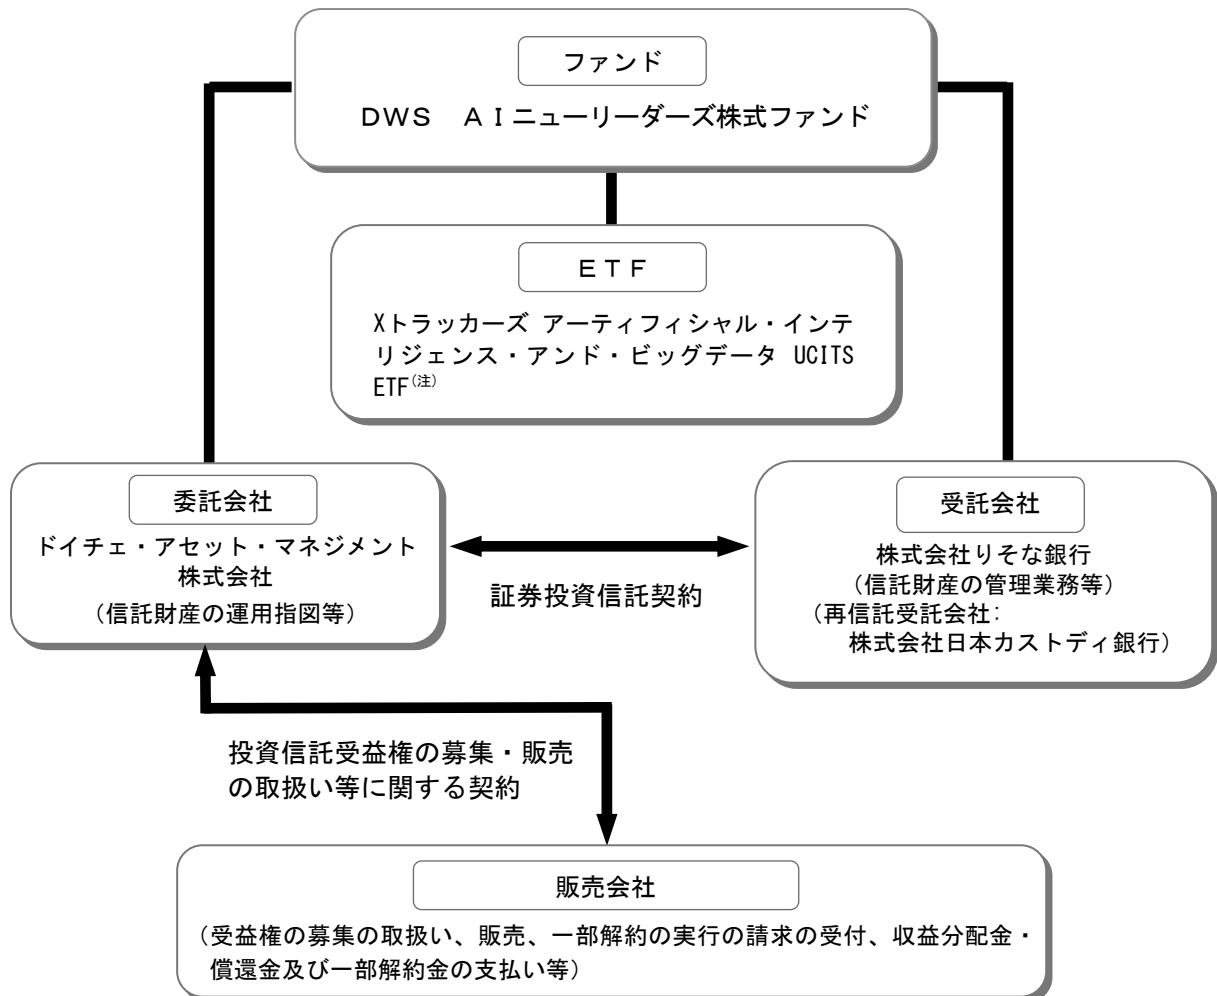 ファンド
DWS AIニューリーダーズ株式ファンド
ETF
Xトラッカーズ アーティフィシャル・インテ
リジェンス・アンド・ビッグデータ UCITS
ETF(注)
委託会社
ドイチェ・アセット・マネジメント
株式会社
(信託財産の運用指図等)
証券投資信託契約
受託会社
株式会社りそな銀行
(信託財産の管理業務等)
(再信託受託会社:
株式会社日本カストディ銀行)
投資信託受益権の募集・販売
の取扱い等に関する契約
販売会社
(受益権の募集の取扱い、販売、一部解約の実行の請求の受付、収益分配金・
償還金及び一部解約金の支払い等)